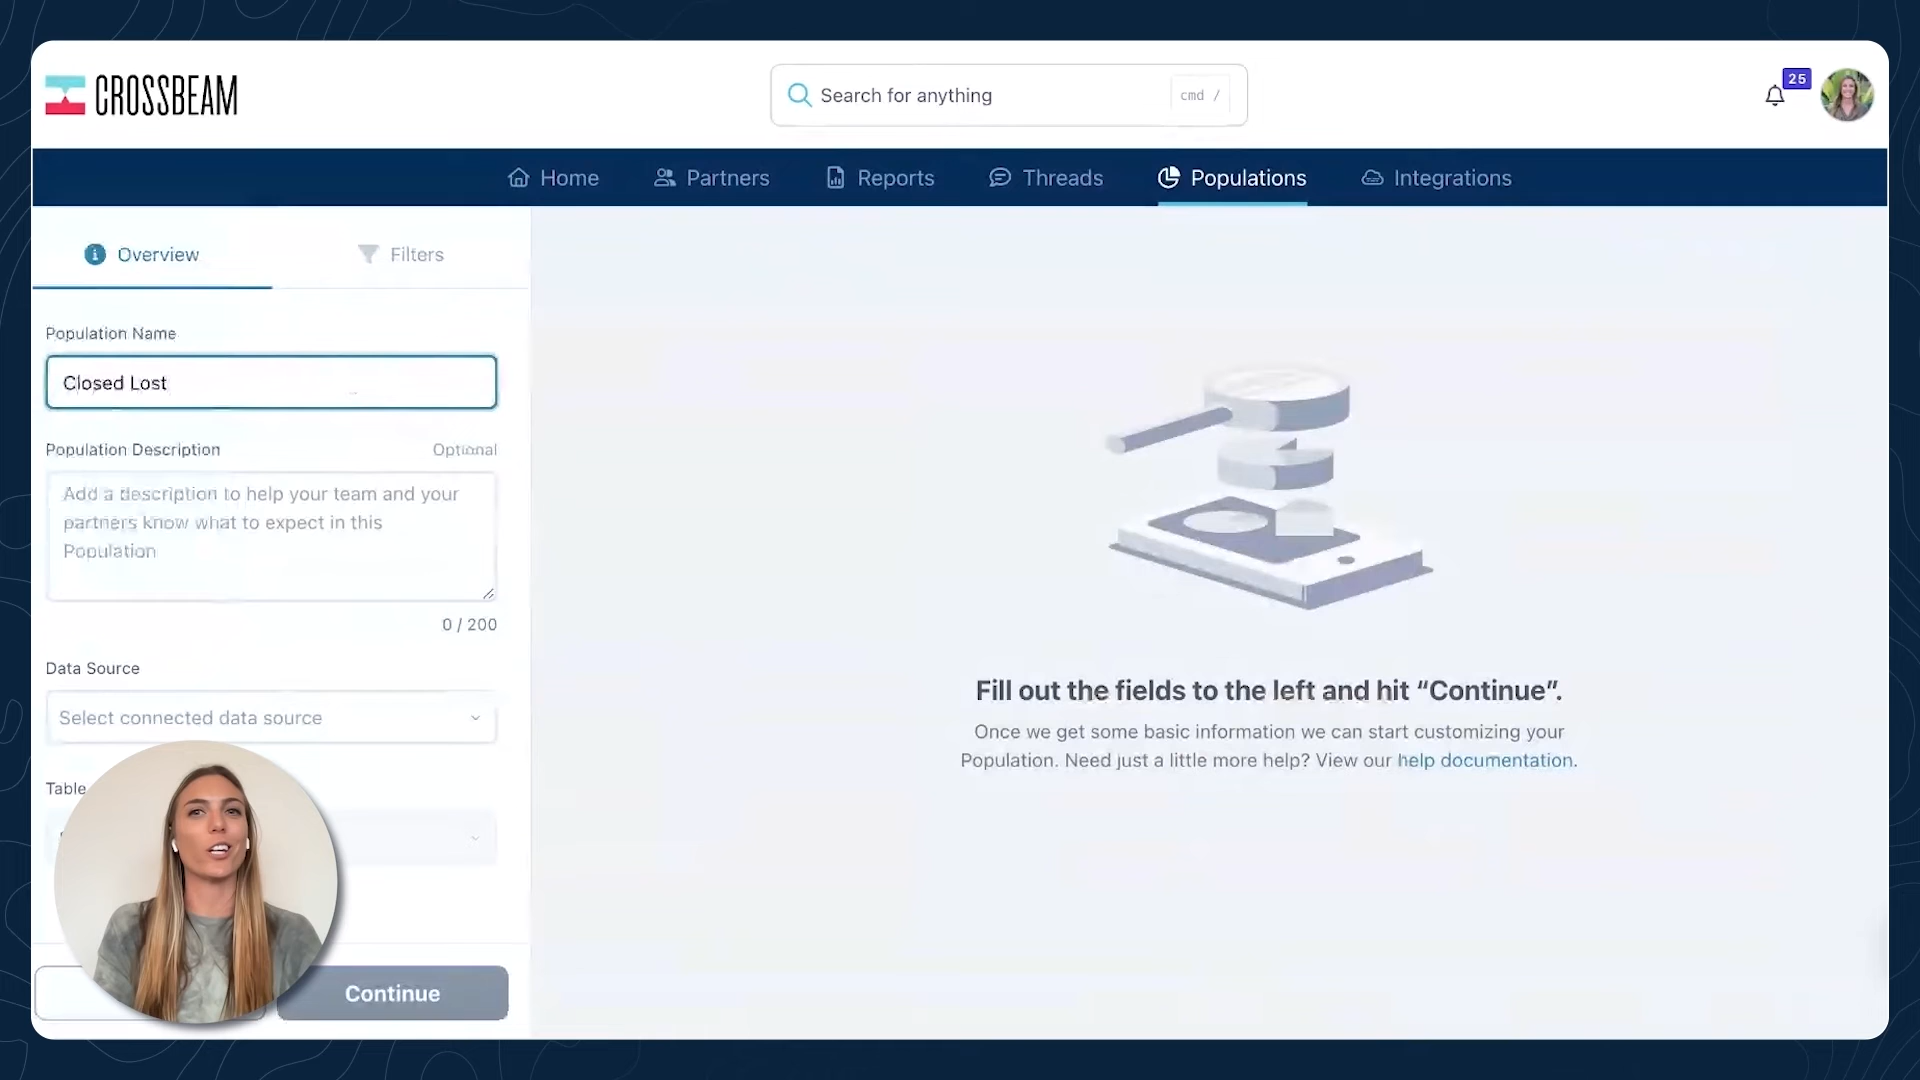 CROSSBEAM
Search for anything
cmd /
25
Home
Partners
Reports
Threads
Populations
Integrations
Overview
Filters
Population Name
Closed Lost
Population Description
Optional
Add a description to help your team and your
partners know what to expect in this
Population
0 / 200
Data Source
Select connected data source
Table
Continue
Fill out the fields to the left and hit “Continue”.
Once we get some basic information we can start customizing your
Population. Need just a little more help? View our help documentation.